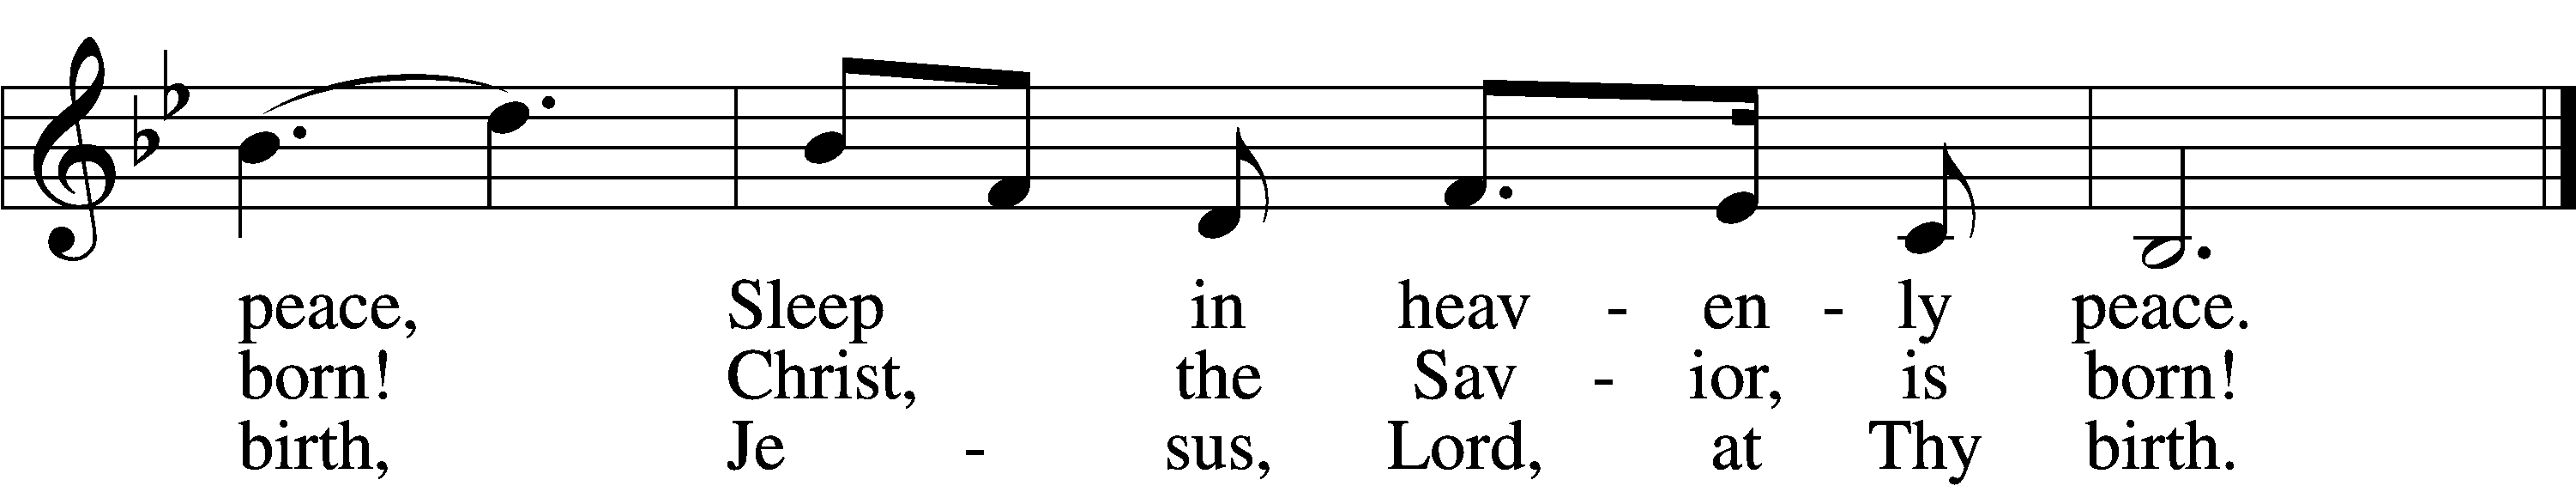 peace, Sleep in heav - en - ly peace.
born! Christ, the Sav - ior, is born!
birth, Je - sus, Lord, at Thy birth.